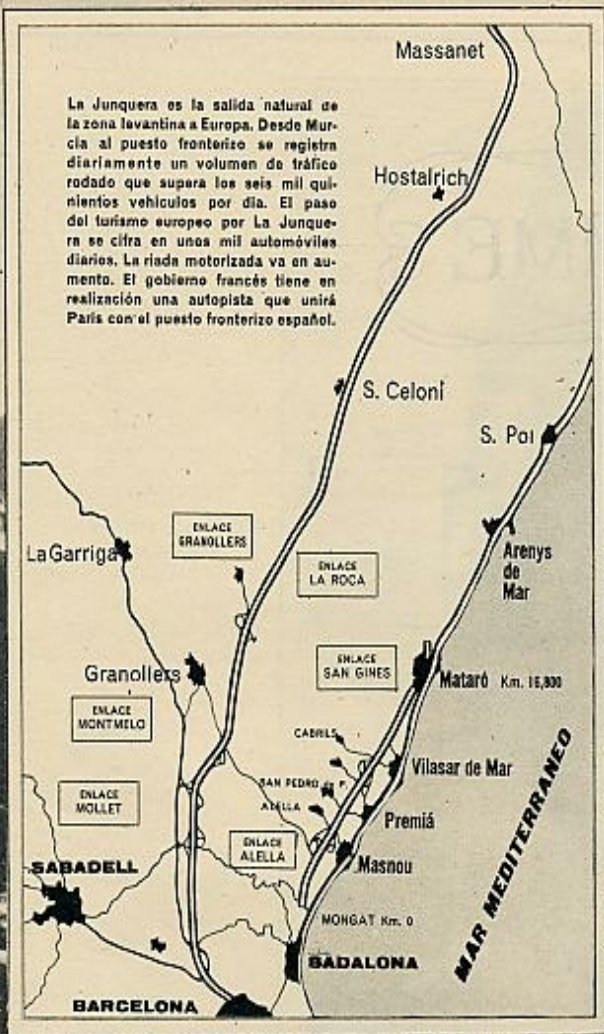 Massanet
La Junquera es la salida natural de
la zona levantina a Europa. Desde Mur-
cia al puesto fronterizo se registra
diariamente un volumen de tráfico
rodado que supera los seis mil qui-
nientos vehículos por día. El paso
del turismo europeo por La Junque-
ra se cifra en unos mil automóviles
diarios. La riada motorizada va en au-
mento. El gobierno francés tiene en
realización una autopista que unirá
París con el puesto fronterizo español.
Hostalrich
S. Celoni
S. Pol
ENLACE
GRANOLLERS
La Garriga
ENLACE
LA ROCA
Arenys
de
Mar
ENLACE
SAN GINES
Granollers
Mataró Km. 16,800
ENLACE
MONTMELO
CABRILS
Vilasar de Mar
SAN PEDRO de P.
ENLACE
MOLLET
ALELLA
Premiá
ENLACE
ALELLA
Masnou
SABADELL
MAR MEDITERRANEO
MONGAT Km. 0
BADALONA
BARCELONA